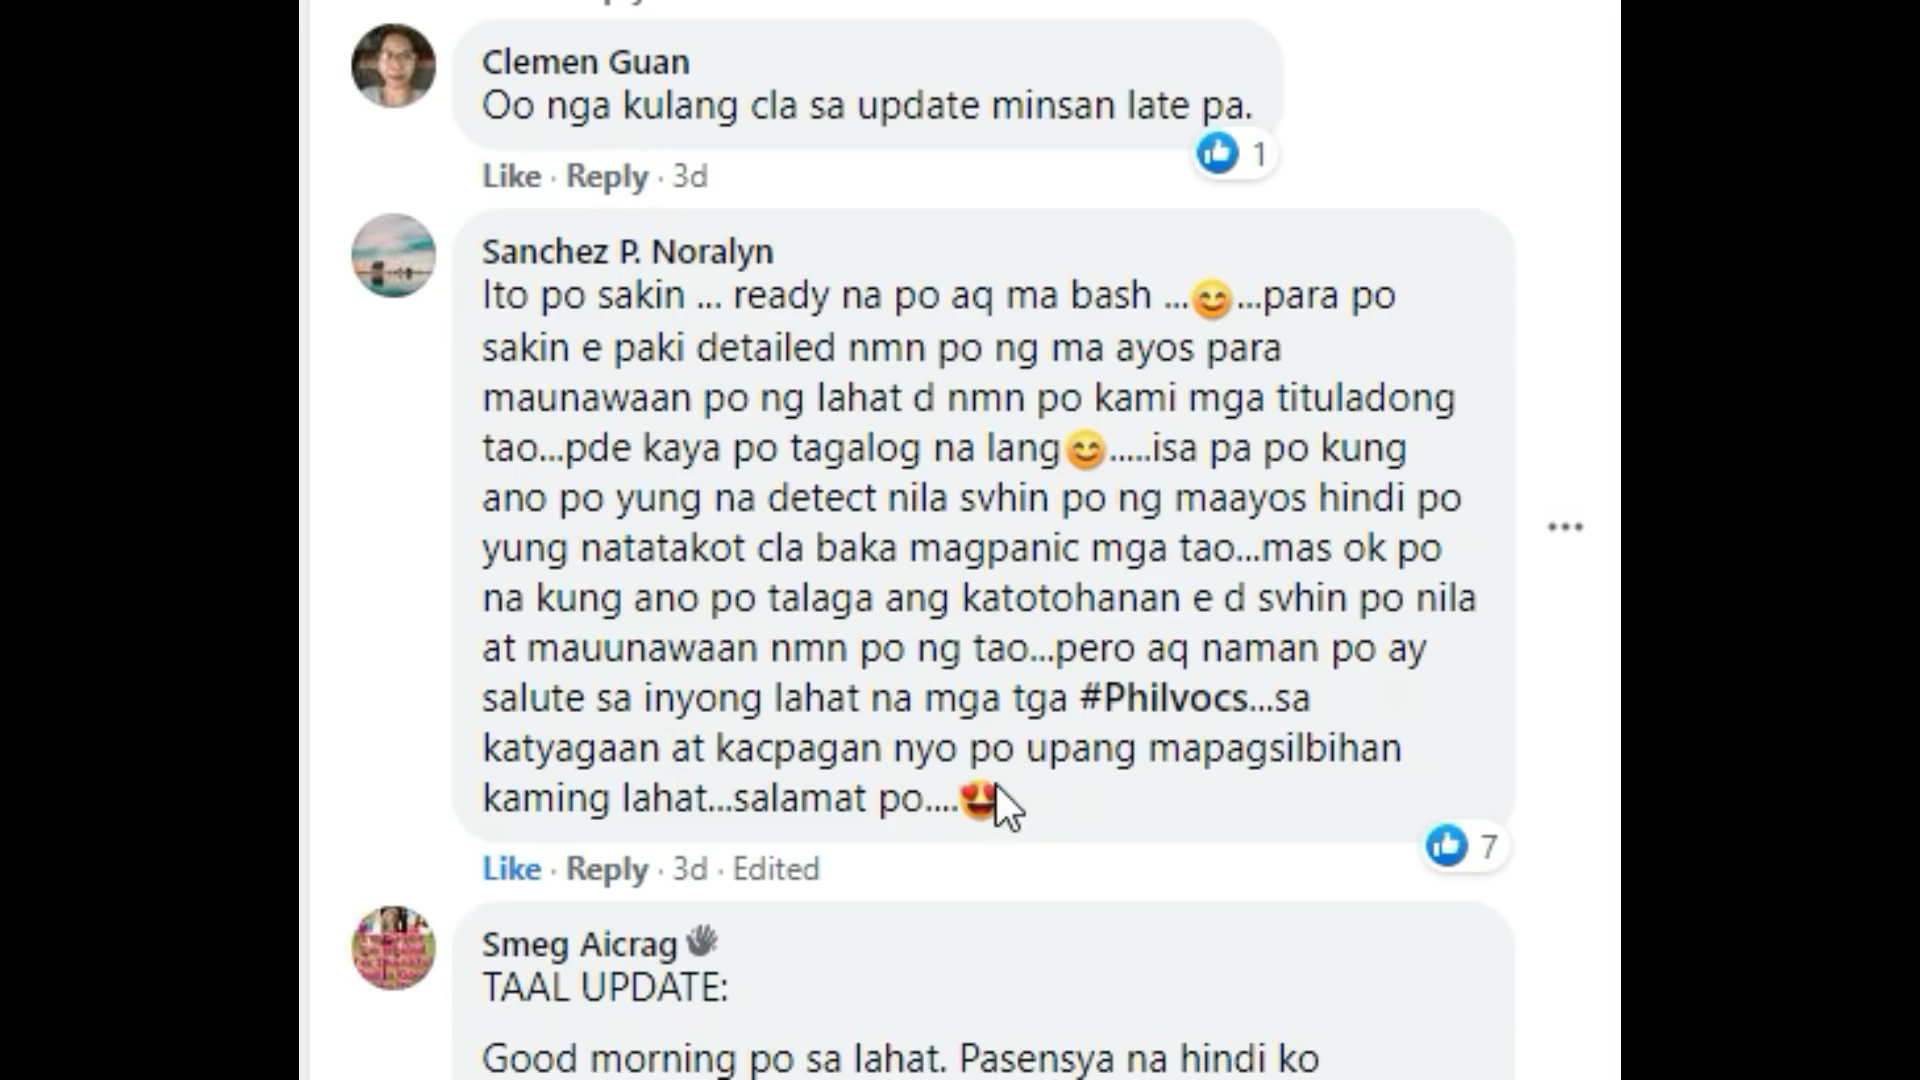 Clemen Guan
Oo nga kulang cla sa update minsan late pa.
1
Like · Reply · 3d
Sanchez P. Noralyn
Ito po sakin ... ready na po aq ma bash ...😊...para po
sakin e paki detailed nmn po ng ma ayos para
maunawaan po ng lahat d nmn po kami mga tituladong
tao...pde kaya po tagalog na lang😊.....isa pa po kung
ano po yung na detect nila svhin po ng maayos hindi po
yung natatakot cla baka magpanic mga tao...mas ok po
na kung ano po talaga ang katotohanan e d svhin po nila
at mauunawaan nmn po ng tao...pero aq naman po ay
salute sa inyong lahat na mga tga #Philvocs...sa
katyagaan at kacpagan nyo po upang mapagsilbihan
kaming lahat...salamat po....😍
7
Like · Reply · 3d · Edited
Smeg Aicrag
TAAL UPDATE:
Good morning po sa lahat. Pasensya na hindi ko